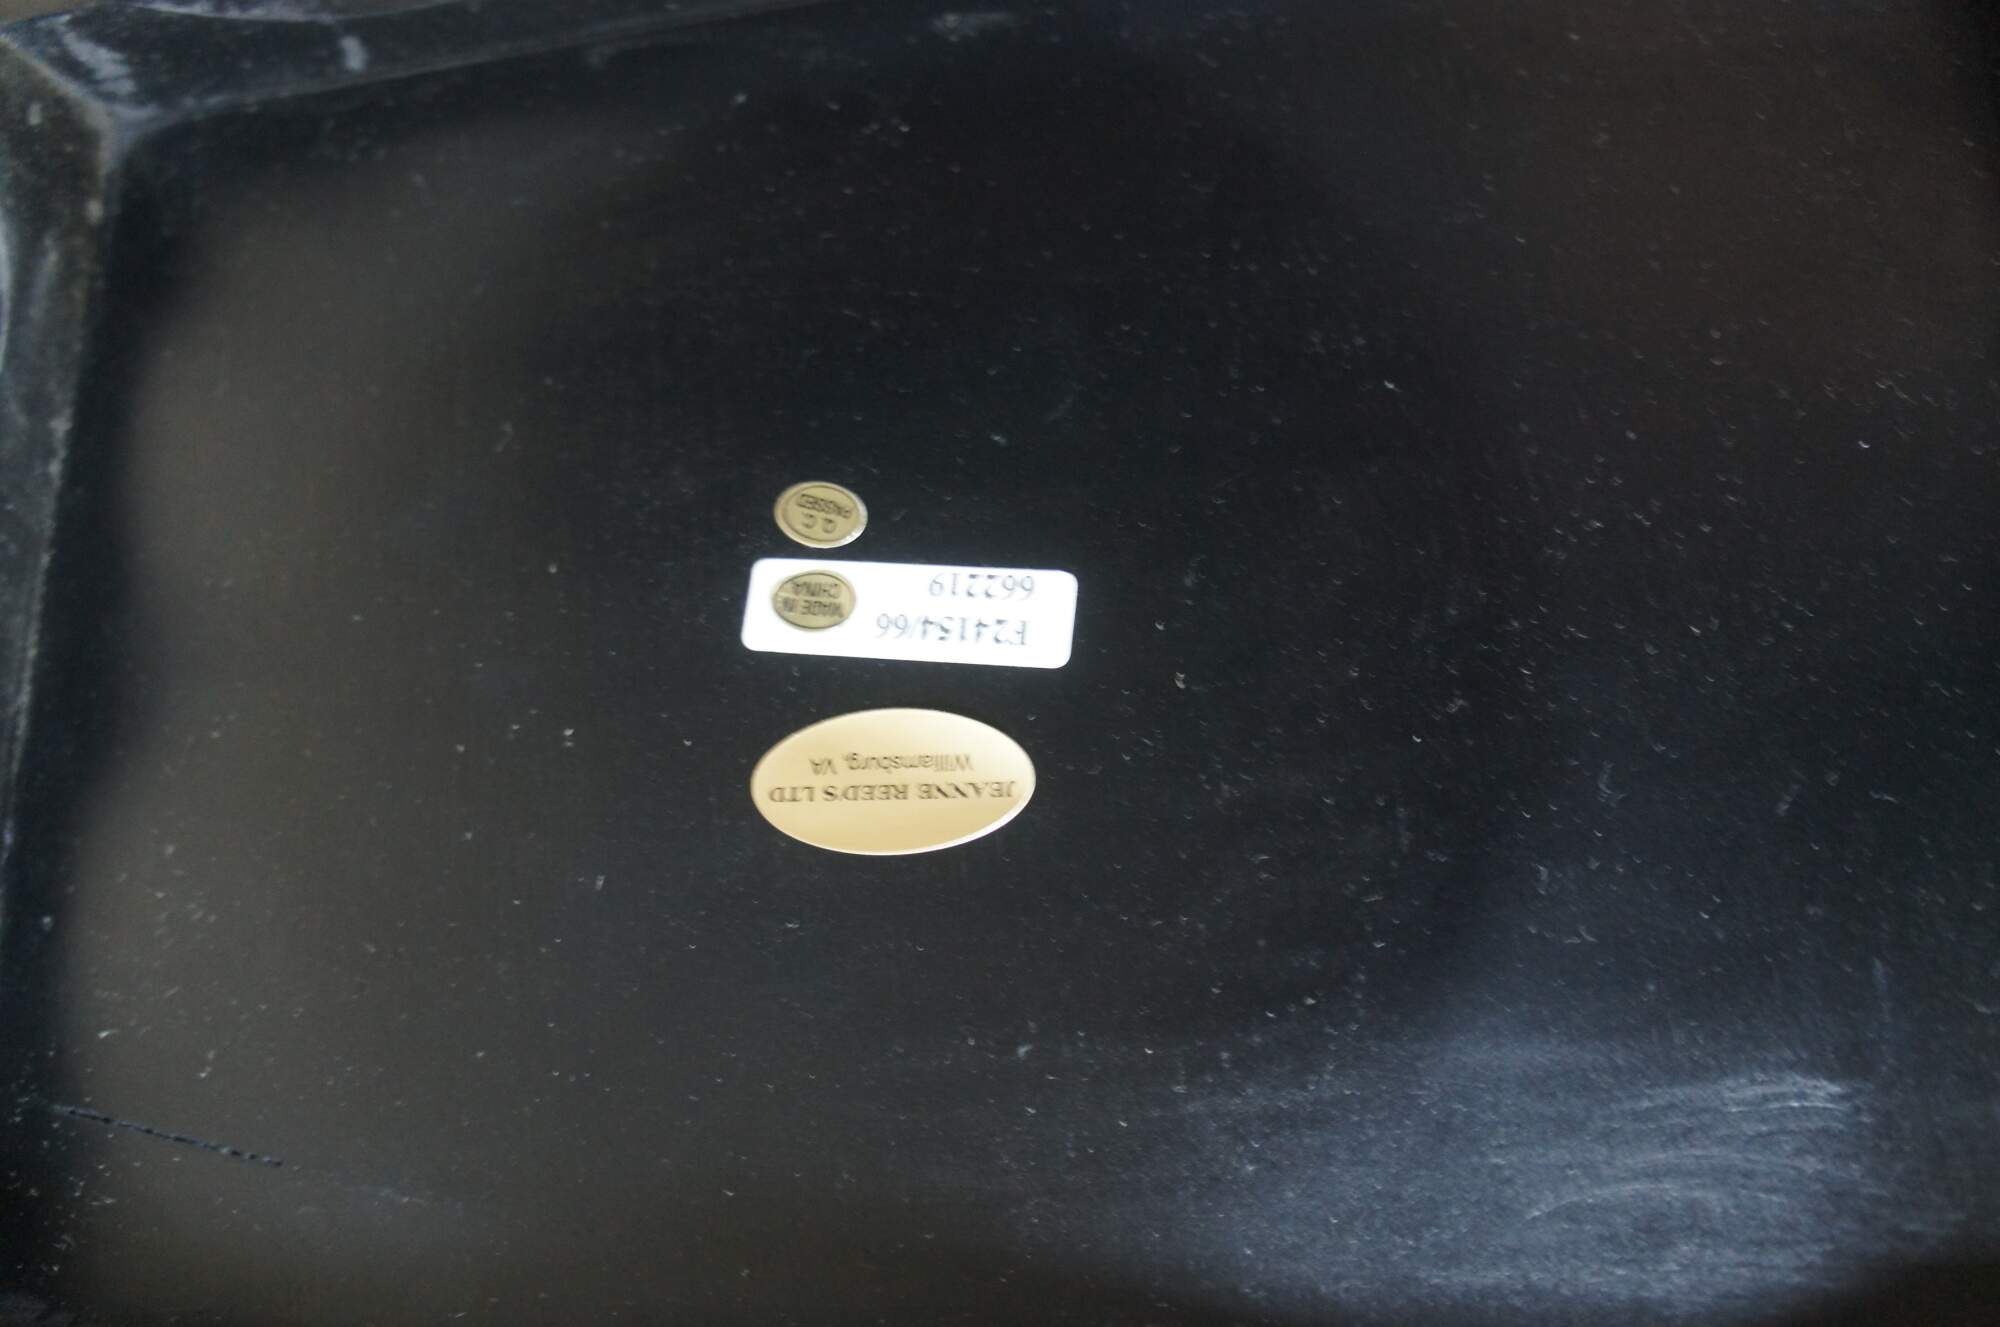 JEANNE REED'S LTD
Williamsburg, VA
F24154/66
662219
MADE IN
CHINA
Q.C.
PASSED